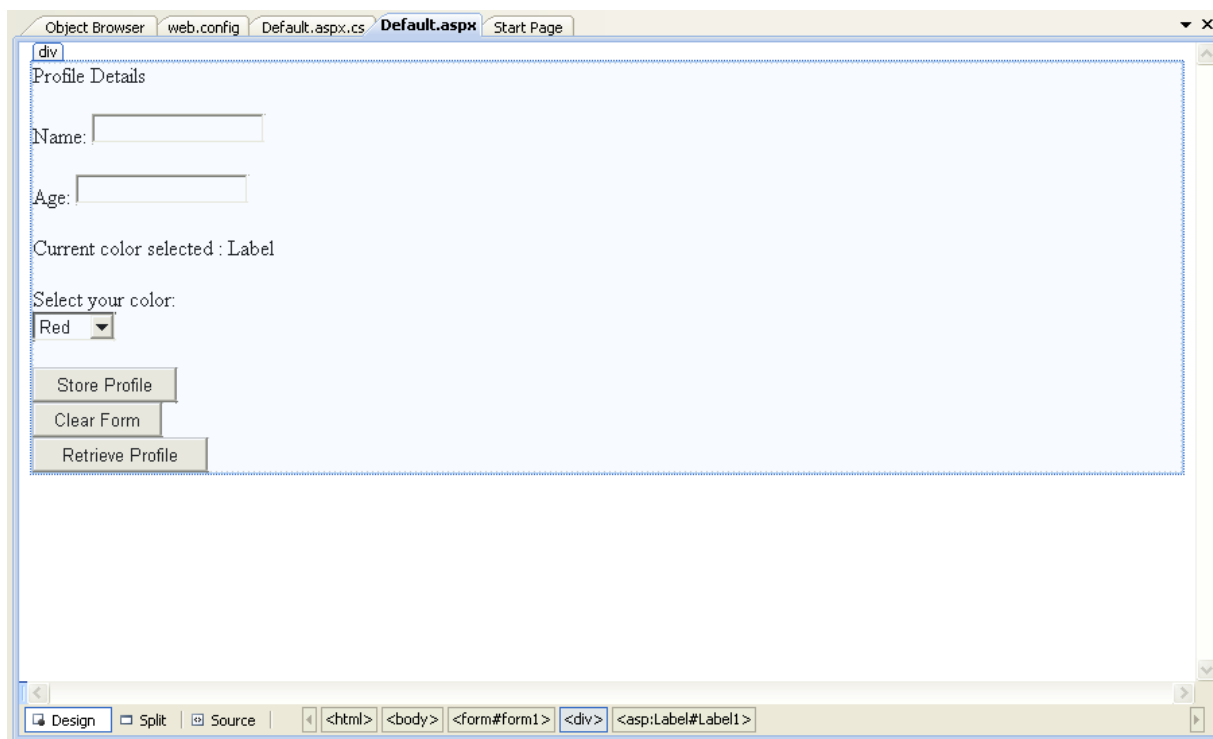 Object Browser web.config Default.aspx.cs Default.aspx Start Page
div
Profile Details
Name:
Age:
Current color selected : Label
Select your color:
Red
Store Profile
Clear Form
Retrieve Profile
Design Split Source <html> <body> <form#form1> <div> <asp:Label#Label1>